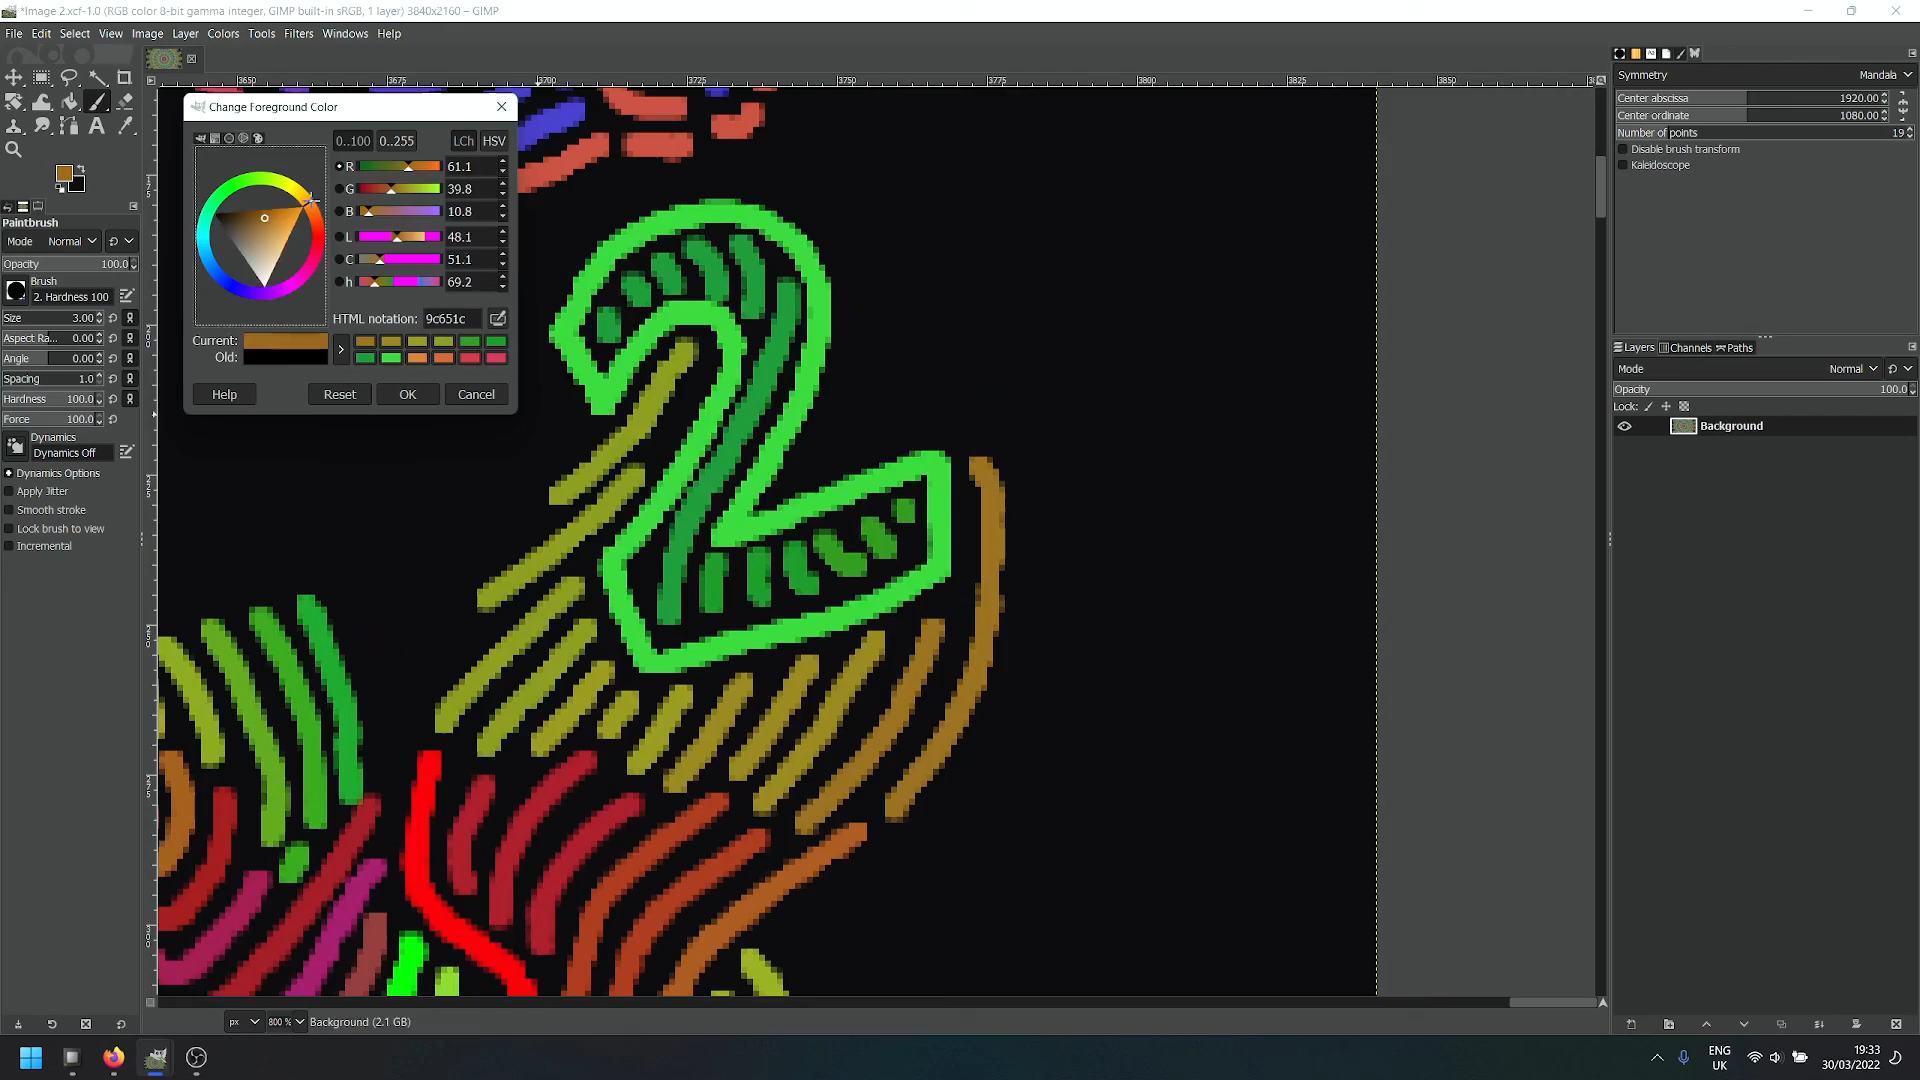 *Image 2.xcf-1.0 (RGB color 8-bit gamma integer, GIMP built-in sRGB, 1 layer) 3840x2160 – GIMP
File Edit Select View Image Layer Colors Tools Filters Windows Help
3650 3675 3700 3725 3750 3775 3800 3825 3850
Change Foreground Color
0..100 0..255 LCh HSV
R 61.1
G 39.8
B 10.8
L 48.1
C 51.1
h 69.2
HTML notation: 9c651c
Current:
Old:
Help Reset OK Cancel
Paintbrush
Mode Normal
Opacity 100.0
Brush
2. Hardness 100
Size 3.00
Aspect Ra... 0.00
Angle 0.00
Spacing 1.0
Hardness 100.0
Force 100.0
Dynamics
Dynamics Off
Dynamics Options
Apply Jitter
Smooth stroke
Lock brush to view
Incremental
Symmetry Mandala
Center abscissa 1920.00
Center ordinate 1080.00
Number of points 19
Disable brush transform
Kaleidoscope
Layers Channels Paths
Mode Normal
Opacity 100.0
Lock:
Background
px 800 % Background (2.1 GB)
ENG
UK
19:33
30/03/2022